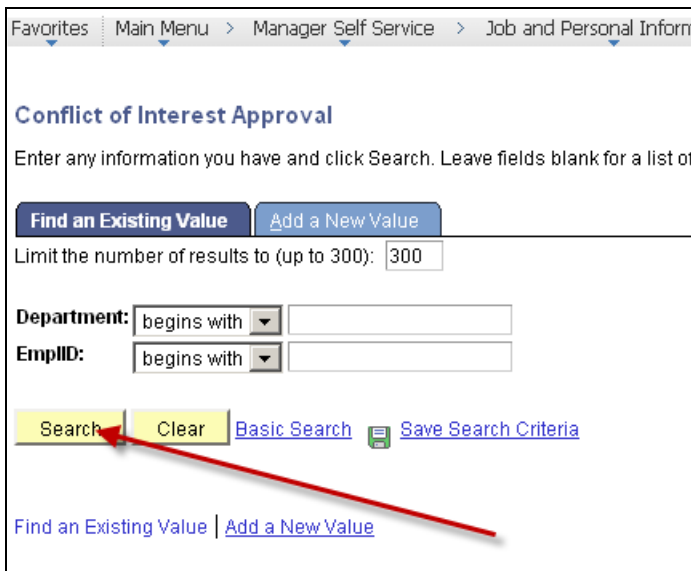 Favorites Main Menu > Manager Self Service > Job and Personal
Conflict of Interest Approval
Enter any information you have and click Search. Leave fields blank for a list of
Find an Existing Value Add a New Value
Limit the number of results to (up to 300): 300
Department: begins with
EmplID: begins with
Search Clear Basic Search Save Search Criteria
Find an Existing Value | Add a New Value